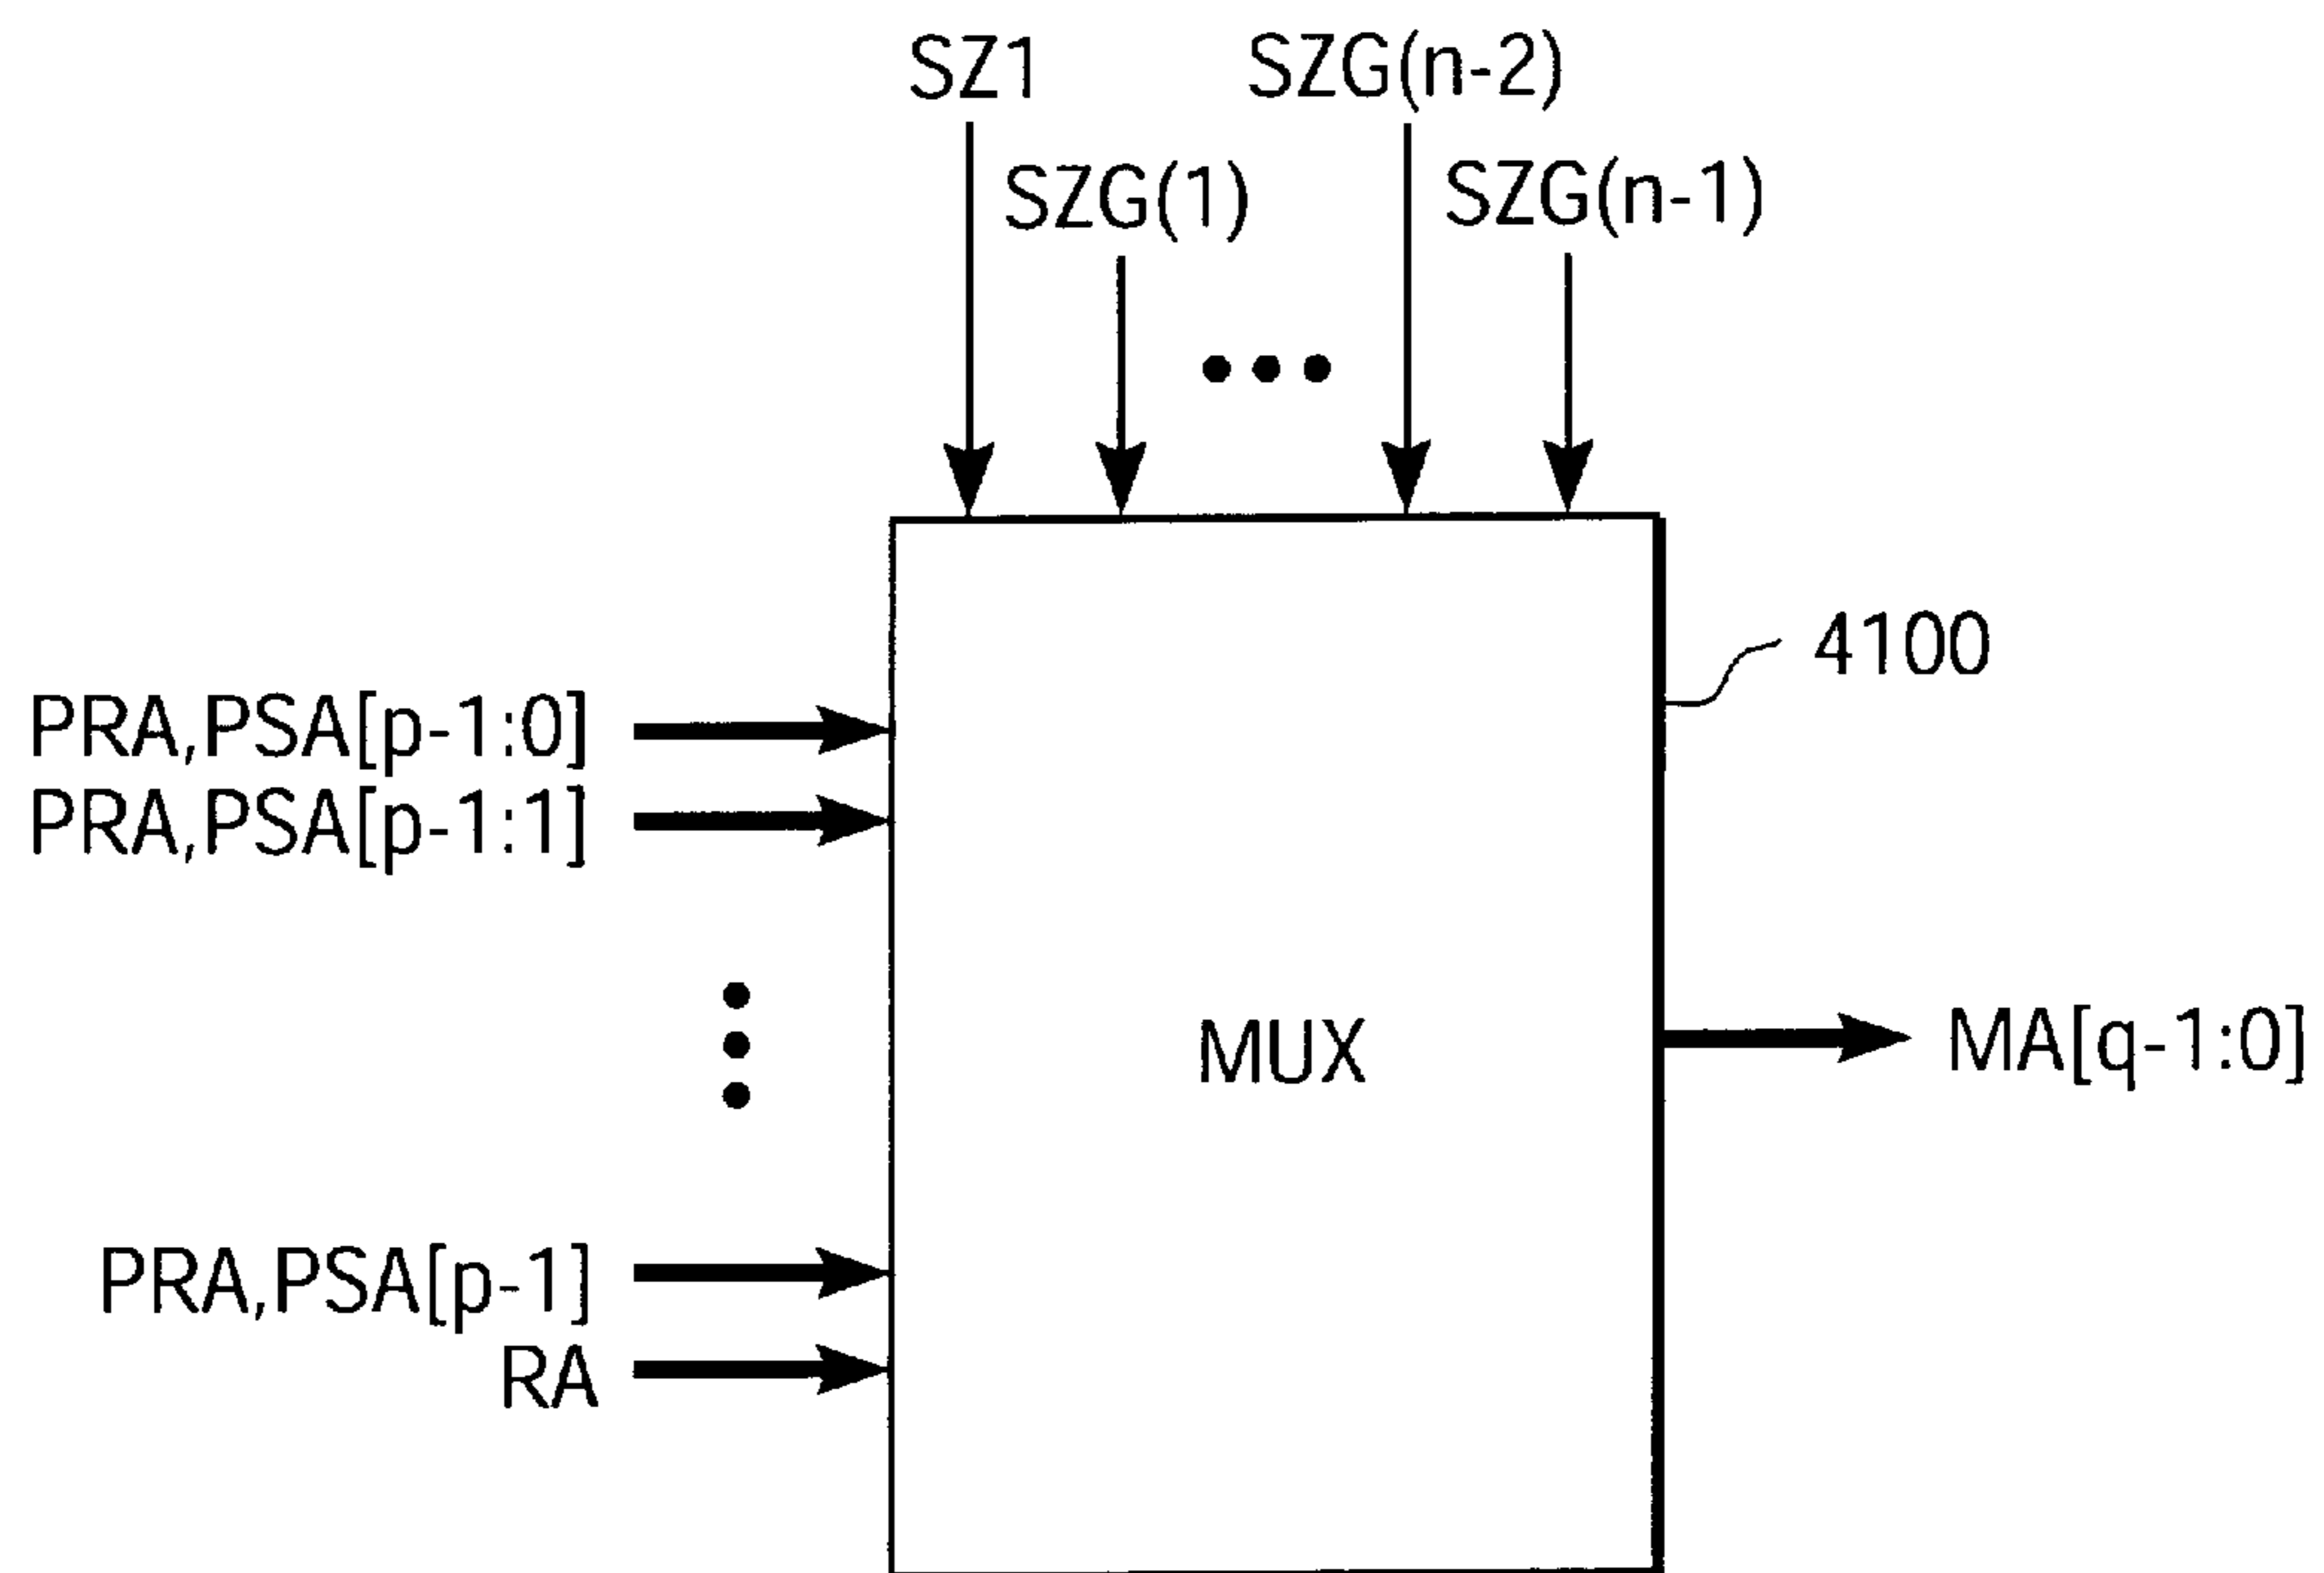 SZ1 SZG(n-2)
SZG(1) SZG(n-1)
4100
PRA,PSA[p-1:0]
PRA,PSA[p-1:1]
MUX
MA[q-1:0]
PRA,PSA[p-1]
RA